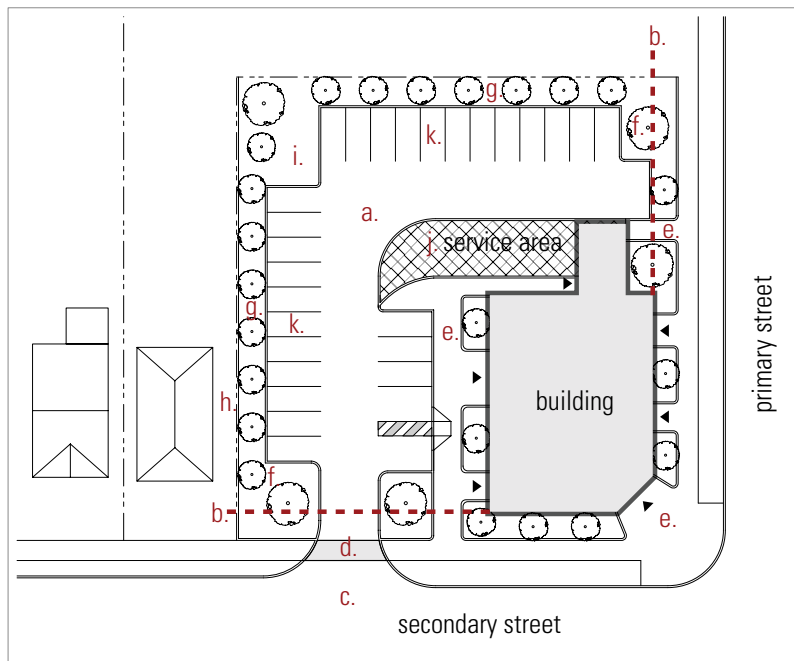 b.
g.
f.
k.
i.
a.
e.
j. service area
g.
k.
e.
primary street
building
h.
f
b.
e.
d.
c.
secondary street